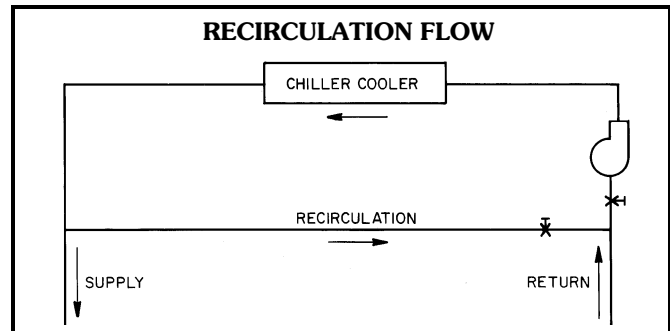 RECIRCULATION FLOW
CHILLER COOLER
RECIRCULATION
SUPPLY
RETURN